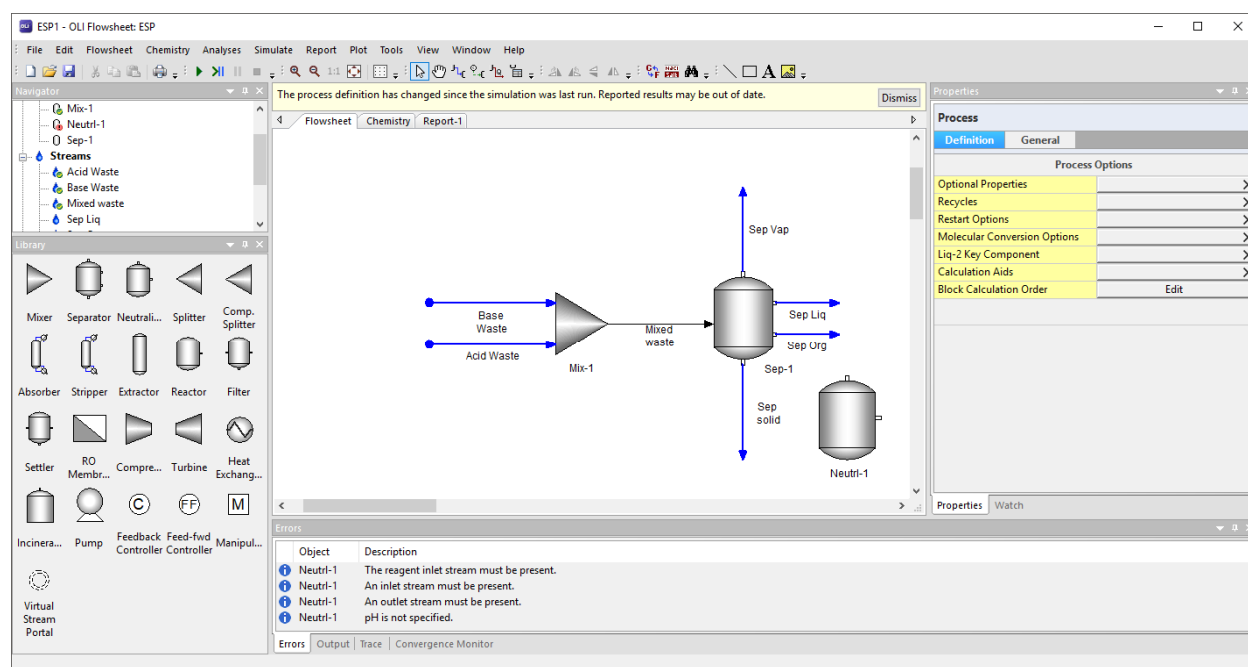 ESP1 - OLI Flowsheet: ESP
File Edit Flowsheet Chemistry Analyses Simulate Report Plot Tools View Window Help
1:1
Navigator
Mix-1
Neutrl-1
Sep-1
Streams
Acid Waste
Base Waste
Mixed waste
Sep Liq
Library
Mixer Separator Neutrali... Splitter Comp. Splitter
Absorber Stripper Extractor Reactor Filter
Settler RO Membr... Compre... Turbine Heat Exchang...
C FF M
Incinera... Pump Feedback Controller Feed-fwd Controller Manipul...
Virtual
Stream
Portal
The process definition has changed since the simulation was last run. Reported results may be out of date. Dismiss
Flowsheet Chemistry Report-1
Sep Vap
Base
Waste
Acid Waste
Mix-1
Mixed
waste
Sep Liq
Sep Org
Sep-1
Sep
solid
Neutrl-1
Errors
Object Description
Neutrl-1 The reagent inlet stream must be present.
Neutrl-1 An inlet stream must be present.
Neutrl-1 An outlet stream must be present.
Neutrl-1 pH is not specified.
Errors Output Trace Convergence Monitor
Properties
Process
Definition General
Process Options
Optional Properties
Recycles
Restart Options
Molecular Conversion Options
Liq-2 Key Component
Calculation Aids
Block Calculation Order Edit
Properties Watch